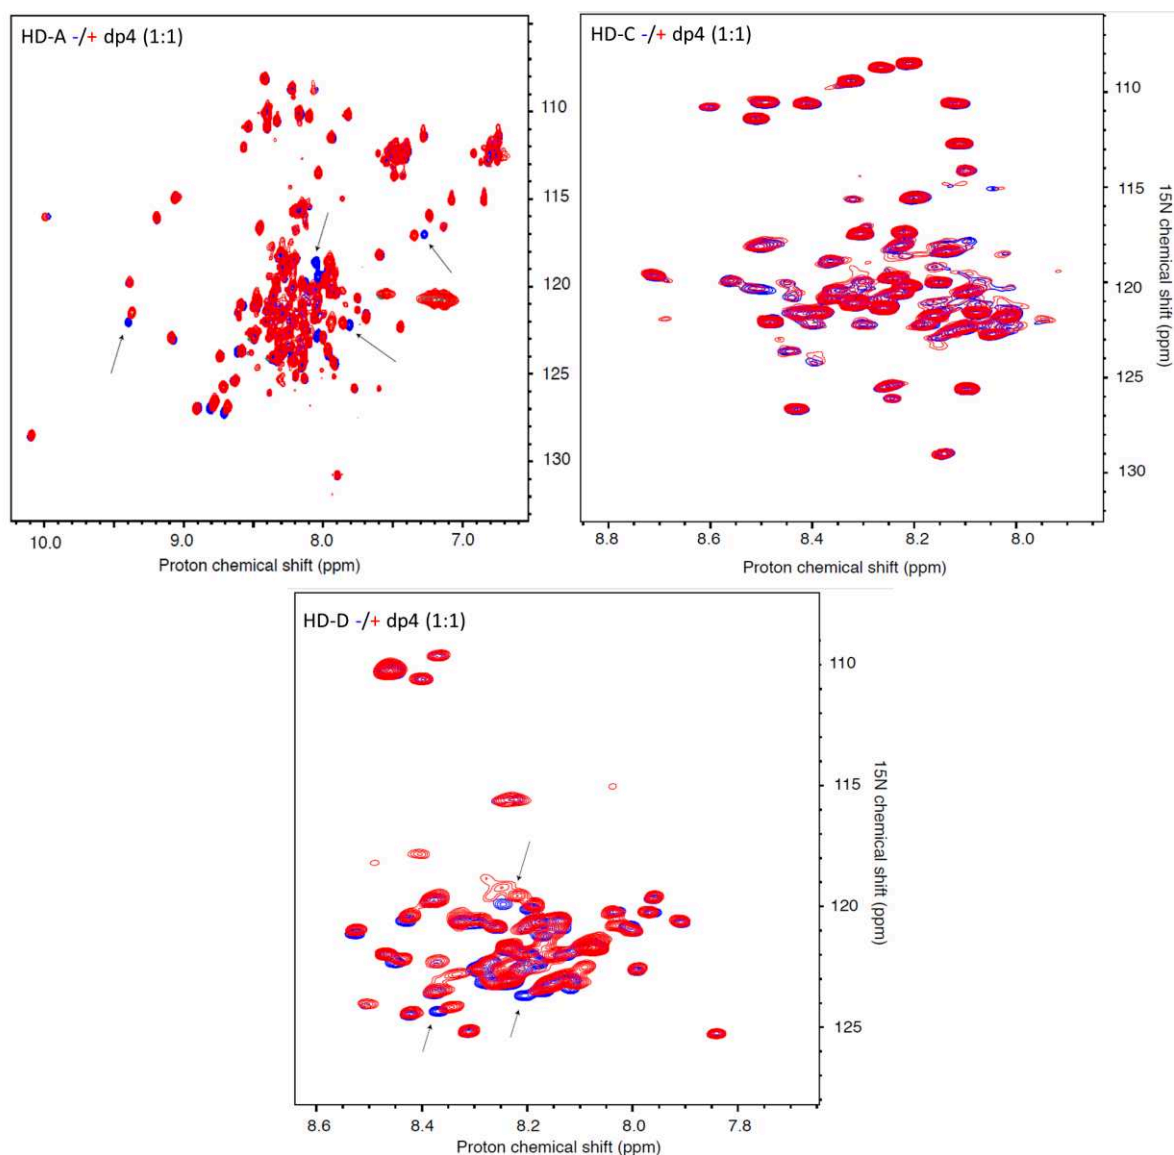 HD-A -/+ dp4 (1:1)
110
115
120
125
130
10.0 9.0 8.0 7.0
Proton chemical shift (ppm)
HD-C -/+ dp4 (1:1)
110
115
120
125
130
15N chemical shift (ppm)
8.8 8.6 8.4 8.2 8.0
Proton chemical shift (ppm)
HD-D -/+ dp4 (1:1)
110
115
120
125
15N chemical shift (ppm)
8.6 8.4 8.2 8.0 7.8
Proton chemical shift (ppm)